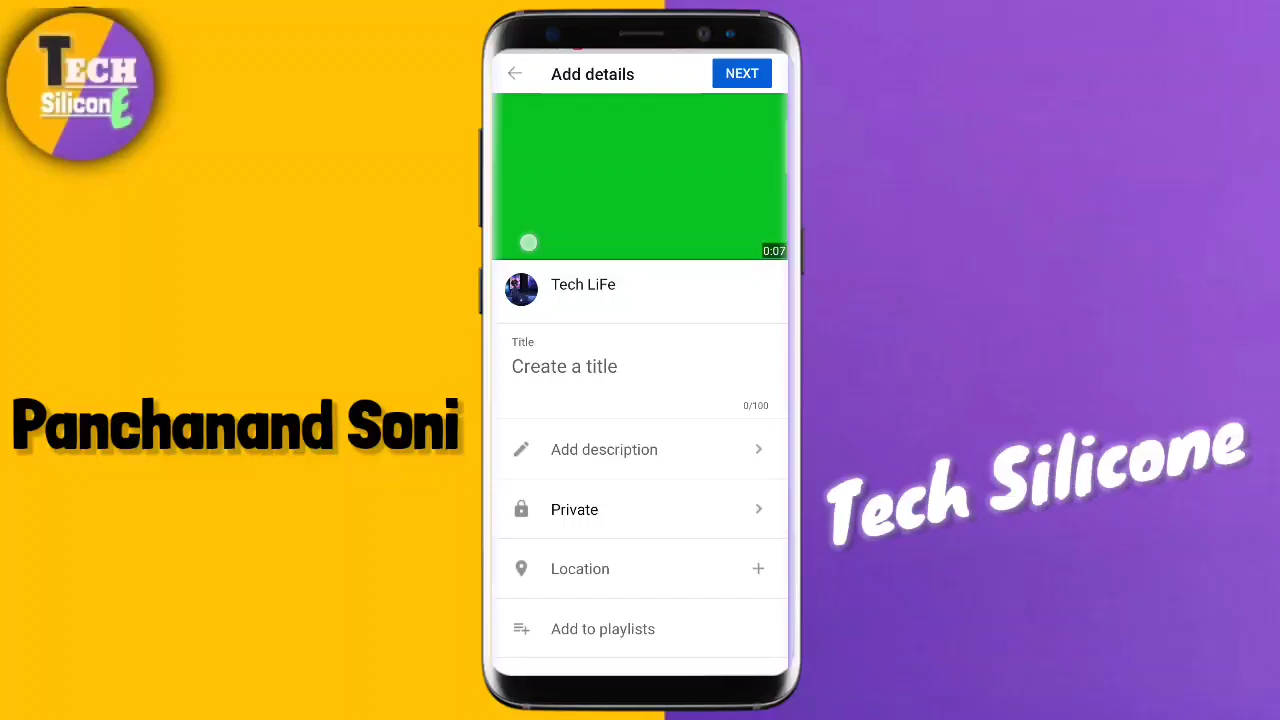 TECH
SiliconE
Add details
NEXT
0:07
Tech LiFe
Title
Create a title
0/100
Panchanand Soni
Add description
Tech Silicone
Private
Location
Add to playlists